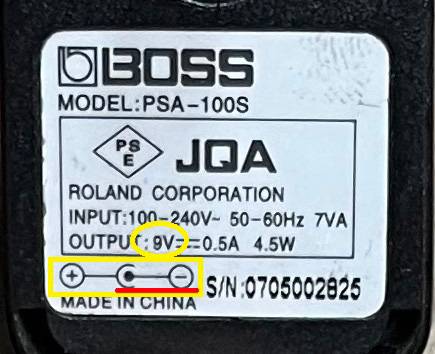 BOSS
MODEL:PSA-100S
PS
E
JQA
ROLAND CORPORATION
INPUT:100-240V~ 50-60Hz 7VA
OUTPUT:9V⎓0.5A 4.5W
+ -
S/N:0705002825
MADE IN CHINA